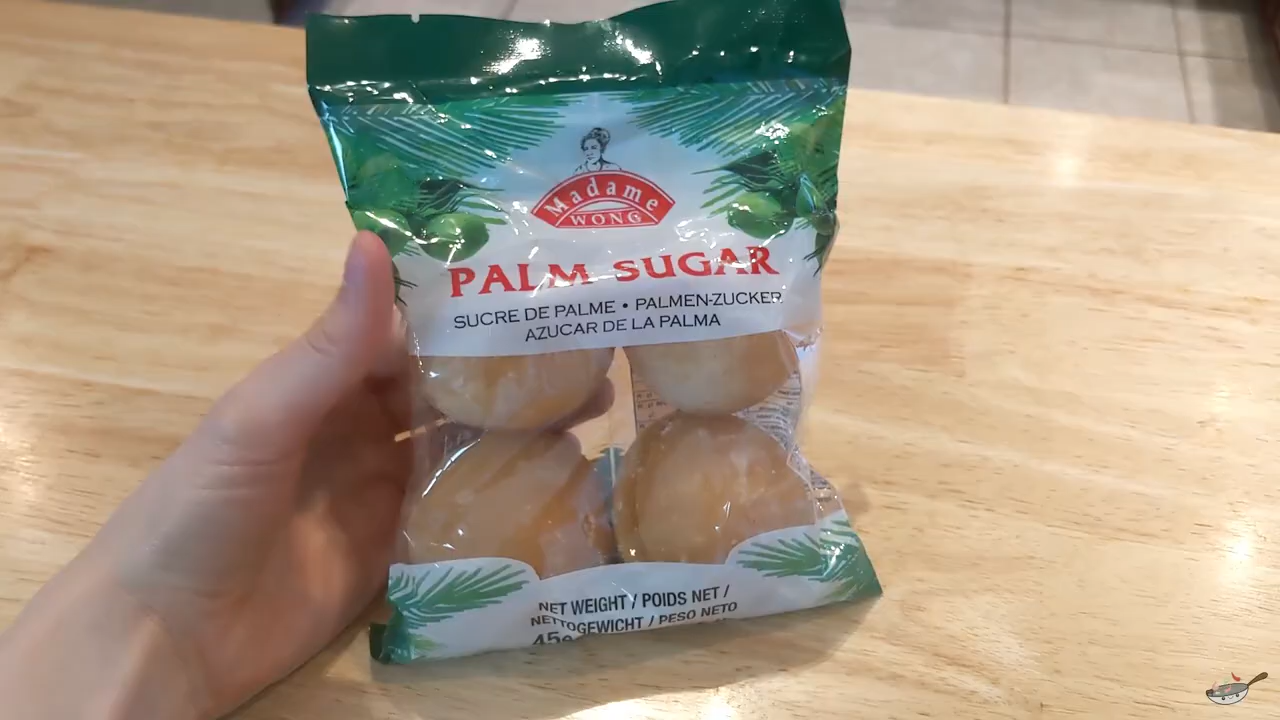 Madame
WONG
PALM SUGAR
SUCRE DE PALME • PALMEN-ZUCKER
AZUCAR DE LA PALMA
NET WEIGHT / POIDS NET /
NETTOGEWICHT / PESO NETO